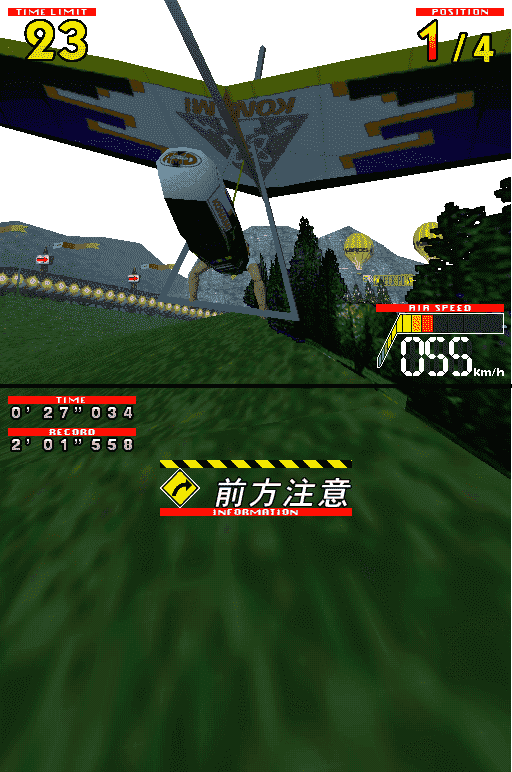 TIME LIMIT
23
POSITION
1/4
KONAMI
AIR SPEED
055 km/h
TIME
0' 27" 034
RECORD
2' 01" 558
前方注意
INFORMATION